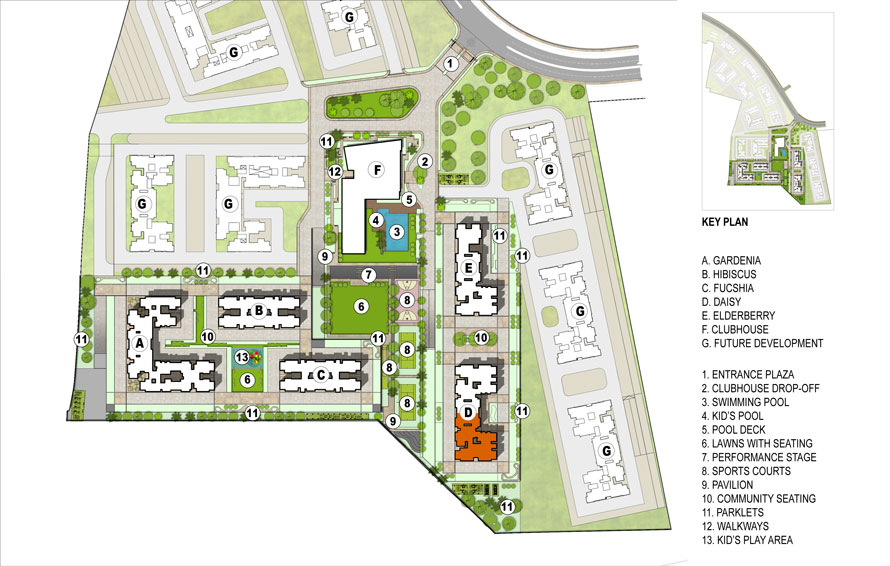 G
G
1
11
2
12
F
G
G
G
5
4
3
E
11
11
9
7
11
6
8
G
B
A
10
11
11
10
8
13
C
8
6
D
8
11
11
9
G
11
KEY PLAN
A. GARDENIA
B. HIBISCUS
C. FUCSHIA
D. DAISY
E. ELDERBERRY
F. CLUBHOUSE
G. FUTURE DEVELOPMENT
1. ENTRANCE PLAZA
2. CLUBHOUSE DROP-OFF
3. SWIMMING POOL
4. KID'S POOL
5. POOL DECK
6. LAWNS WITH SEATING
7. PERFORMANCE STAGE
8. SPORTS COURTS
9. PAVILION
10. COMMUNITY SEATING
11. PARKLETS
12. WALKWAYS
13. KID'S PLAY AREA